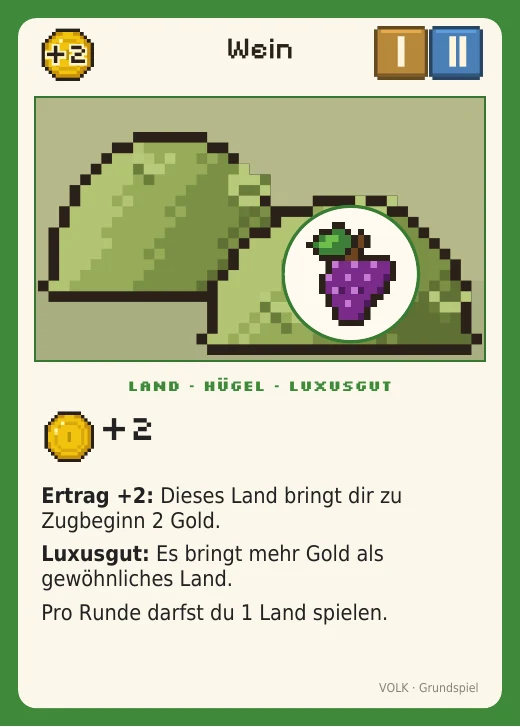 +2 Wein I II
LAND · HÜGEL · LUXUSGUT
+2
Ertrag +2: Dieses Land bringt dir zu
Zugbeginn 2 Gold.
Luxusgut: Es bringt mehr Gold als
gewöhnliches Land.
Pro Runde darfst du 1 Land spielen.
VOLK · Grundspiel